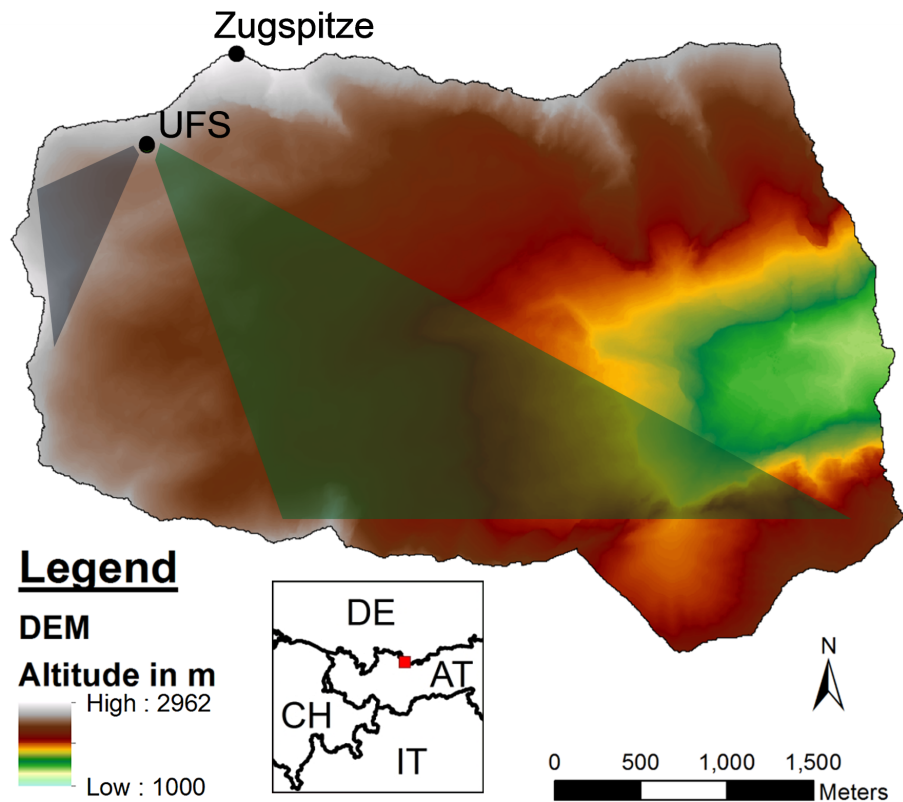 Zugspitze
UFS
Legend
DEM
Altitude in m
High : 2962
Low : 1000
DE
AT
CH
IT
N
0 500 1,000 1,500
Meters